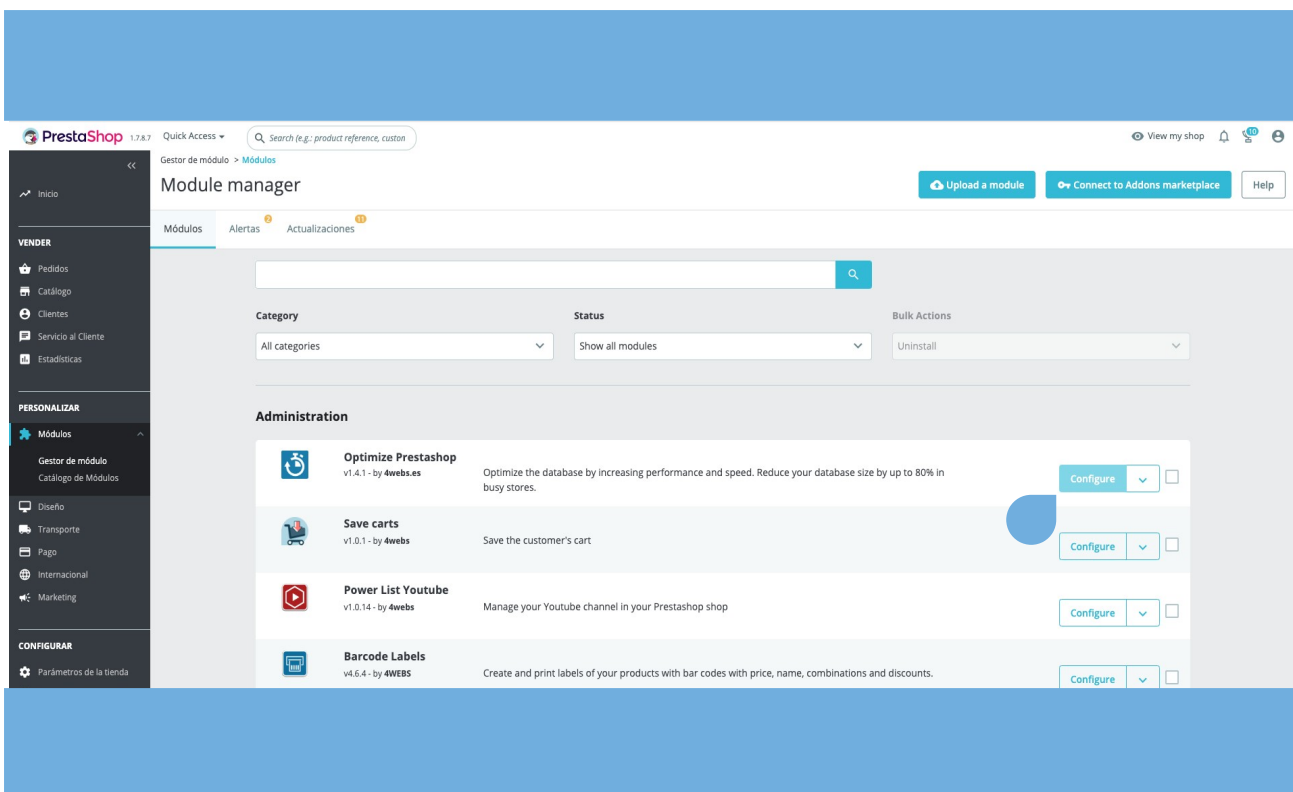 PrestaShop 1.7.8.7 Quick Access Search (e.g.: product reference, custon View my shop 10
Gestor de módulo > Módulos
Module manager
Upload a module Connect to Addons marketplace Help
Módulos Alertas 2 Actualizaciones 13
Inicio
VENDER
Pedidos
Catálogo
Clientes
Servicio al Cliente
Estadísticas
PERSONALIZAR
Módulos
Gestor de módulo
Catálogo de Módulos
Diseño
Transporte
Pago
Internacional
Marketing
CONFIGURAR
Parámetros de la tienda
Category Status Bulk Actions
All categories Show all modules Uninstall
Administration
Optimize Prestashop
v1.4.1 - by 4webs.es
Optimize the database by increasing performance and speed. Reduce your database size by up to 80% in
busy stores.
Configure
Save carts
v1.0.1 - by 4webs
Save the customer's cart
Configure
Power List Youtube
v1.0.14 - by 4webs
Manage your Youtube channel in your Prestashop shop
Configure
Barcode Labels
v4.6.4 - by 4WEBS
Create and print labels of your products with bar codes with price, name, combinations and discounts.
Configure